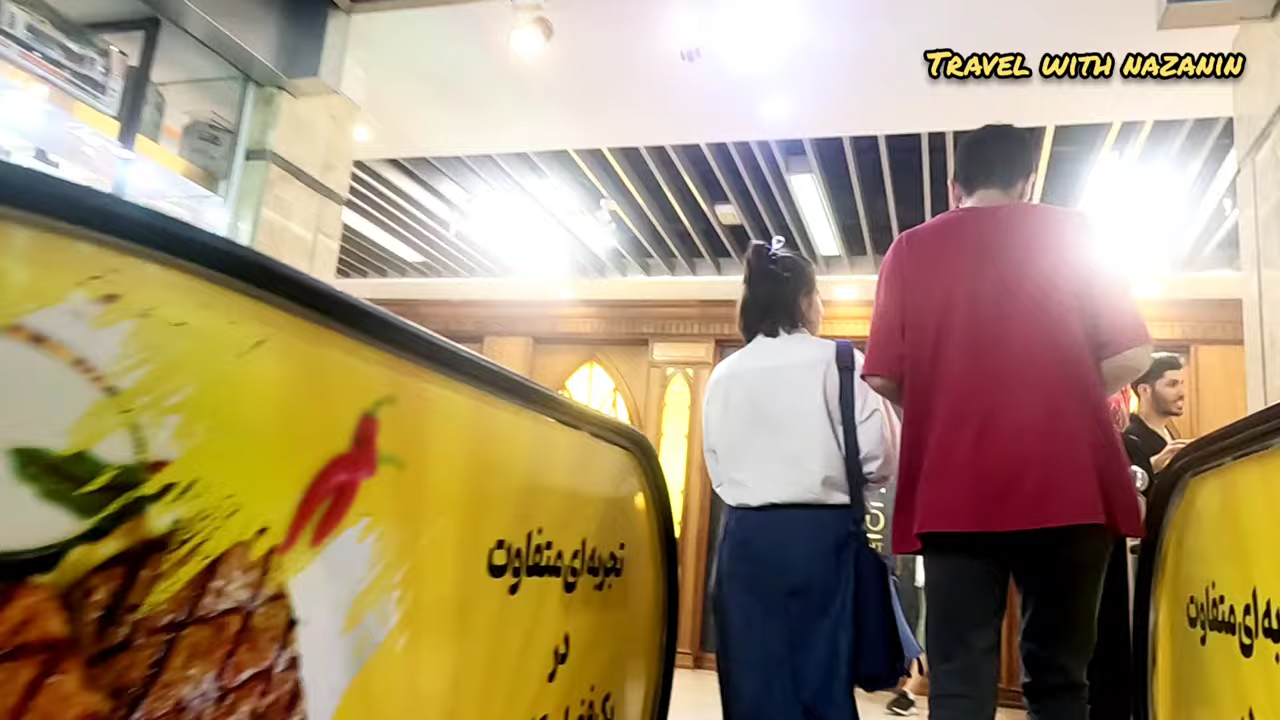 TRAVEL WITH NAZANIN
تجربه ای متفاوت
در
به ای متفاوت